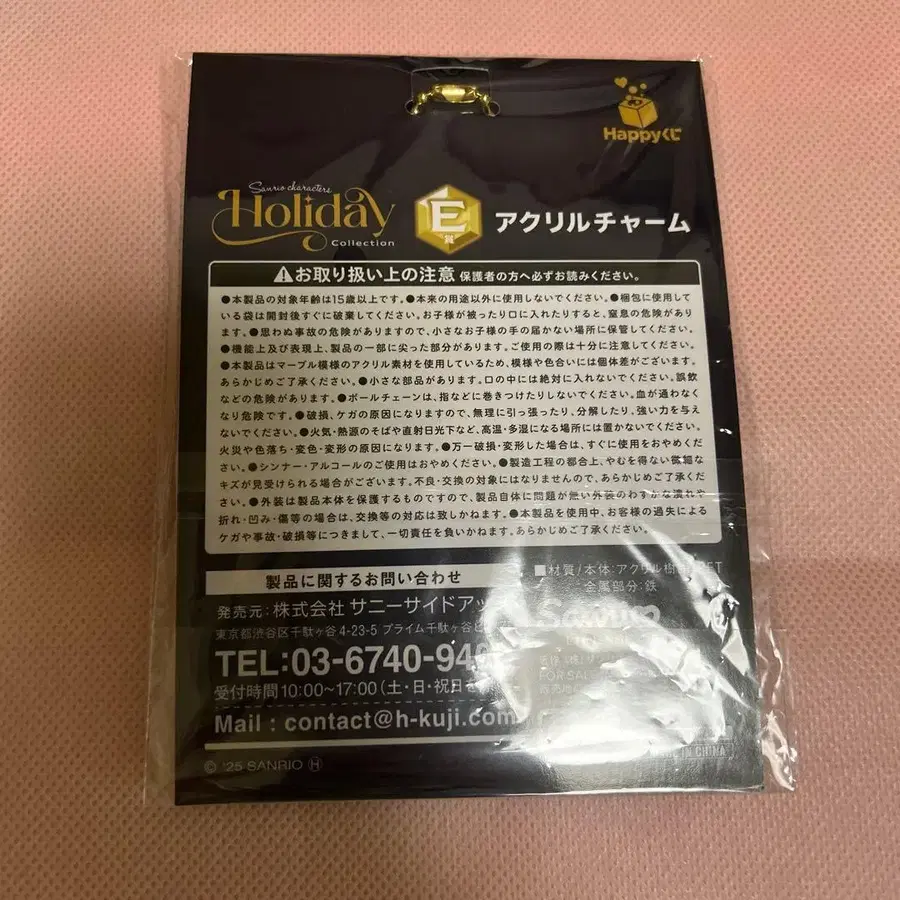 Happyくじ
Sanrio characters
Holiday
Collection
E賞
アクリルチャーム
お取り扱い上の注意 保護者の方へ必ずお読みください。
●本製品の対象年齢は15歳以上です。●本来の用途以外に使用しないでください。●梱包に使用して
いる袋は開封後すぐに破棄してください。お子様が被ったり口に入れたりすると、窒息の危険があり
ます。●思わぬ事故の危険がありますので、小さなお子様の手の届かない場所に保管してください。
●機能上及び表現上、製品の一部に尖った部分があります。ご使用の際は十分に注意してください。
●本製品はマーブル模様のアクリル素材を使用しているため、模様や色合いには個体差がございます。
あらかじめご了承ください。●小さな部品があります。口の中には絶対に入れないでください。誤飲
などの危険があります。●ボールチェーンは、指などに巻きつけたりしないでください。血が通わなく
なり危険です。●破損、ケガの原因になりますので、無理に引っ張ったり、分解したり、強い力を与え
ないでください。●火気・熱源のそばや直射日光下など、高温・多湿になる場所には置かないでください。
火災や色落ち・変色・変形の原因になります。●万一破損・変形した場合は、すぐに使用をおやめくだ
さい。●シンナー・アルコールのご使用はおやめください。●製造工程の都合上、やむを得ない微細な
キズが見受けられる場合がございます。不良・交換の対象にはなりませんので、あらかじめご了承くだ
さい。●外装は製品本体を保護するものですので、製品自体に問題が無い外装のわずかな潰れや
折れ・凹み・傷等の場合は、交換等の対応は致しかねます。●本製品を使用中、お客様の過失による
ケガや事故・破損等につきまして、一切責任を負いかねます。あらかじめご了承ください。
製品に関するお問い合わせ
発売元:株式会社 サニーサイドアップ
東京都渋谷区千駄ヶ谷4-23-5 プライム千駄ヶ谷
TEL:03-6740-94
受付時間10:00~17:00(土・日・祝日を
Mail : contact@h-kuji.com
© '25 SANRIO Ⓗ
■材質/本体:アクリル樹 PET
金属部分:鉄
Sanrio
FOR SALE
IN CHINA